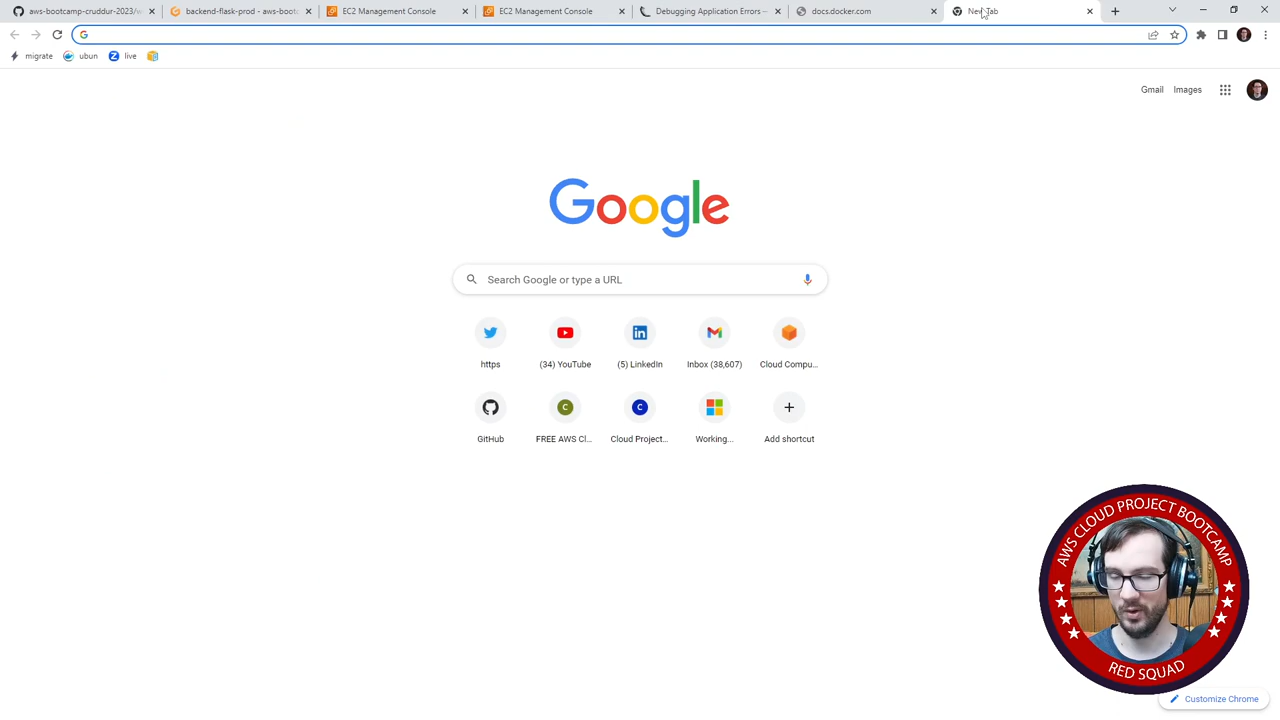 aws-bootcamp-cruddur-2023/w
backend-flask-prod - aws-boot
EC2 Management Console
EC2 Management Console
Debugging Application Errors —
docs.docker.com
New Tab
migrate
ubun
live
Gmail
Images
Google
Search Google or type a URL
https
(34) YouTube
(5) LinkedIn
Inbox (38,607)
Cloud Compu...
GitHub
FREE AWS Cl...
Cloud Project...
Working...
Add shortcut
AWS CLOUD PROJECT BOOTCAMP
RED SQUAD
Customize Chrome